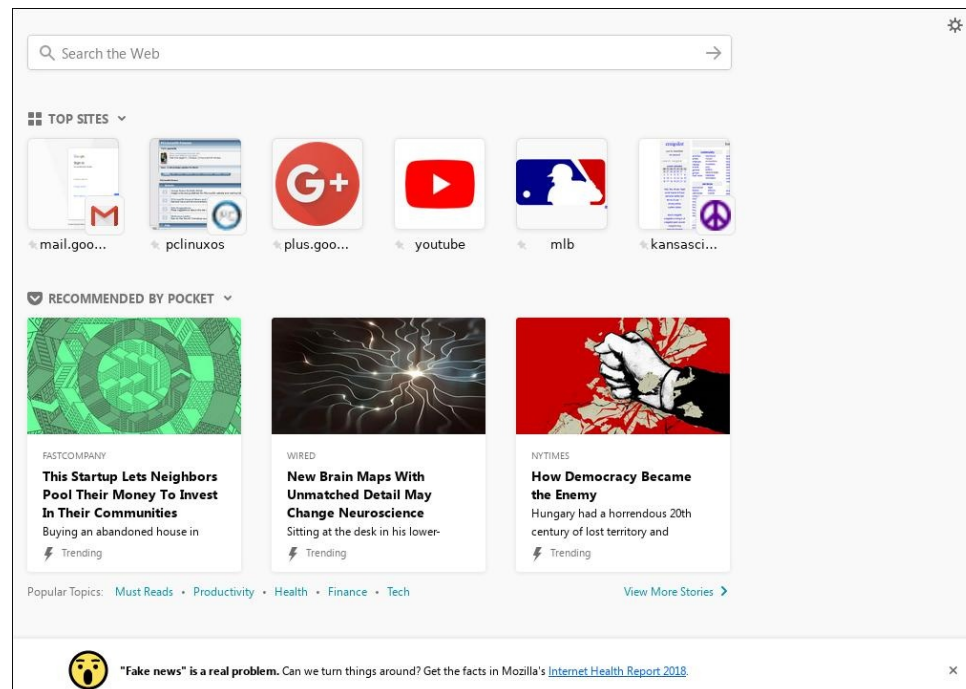 Search the Web
TOP SITES
mail.goo...
pclinuxos
plus.goo...
youtube
mlb
kansasci...
RECOMMENDED BY POCKET
FASTCOMPANY
This Startup Lets Neighbors
Pool Their Money To Invest
In Their Communities
Buying an abandoned house in
Trending
WIRED
New Brain Maps With
Unmatched Detail May
Change Neuroscience
Sitting at the desk in his lower-
Trending
NYTIMES
How Democracy Became
the Enemy
Hungary had a horrendous 20th
century of lost territory and
Trending
Popular Topics: Must Reads • Productivity • Health • Finance • Tech
View More Stories
"Fake news" is a real problem. Can we turn things around? Get the facts in Mozilla's Internet Health Report 2018.